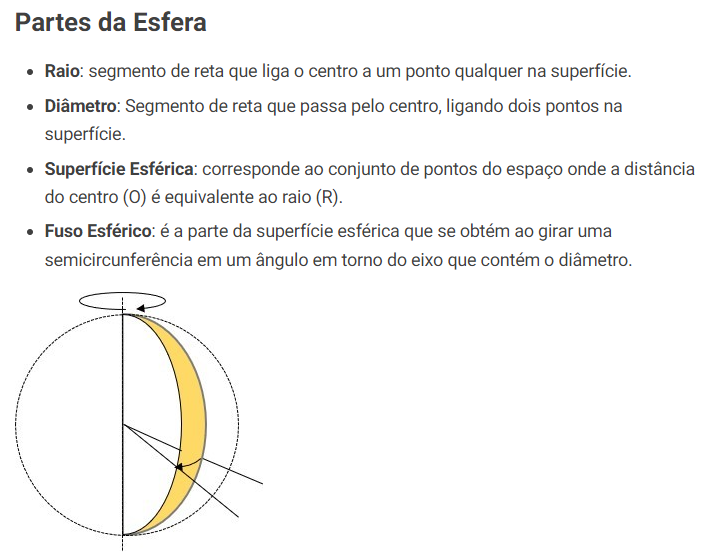 Partes da Esfera
• Raio: segmento de reta que liga o centro a um ponto qualquer na superfície.
• Diâmetro: Segmento de reta que passa pelo centro, ligando dois pontos na
superfície.
• Superfície Esférica: corresponde ao conjunto de pontos do espaço onde a distância
do centro (O) é equivalente ao raio (R).
• Fuso Esférico: é a parte da superfície esférica que se obtém ao girar uma
semicircunferência em um ângulo em torno do eixo que contém o diâmetro.